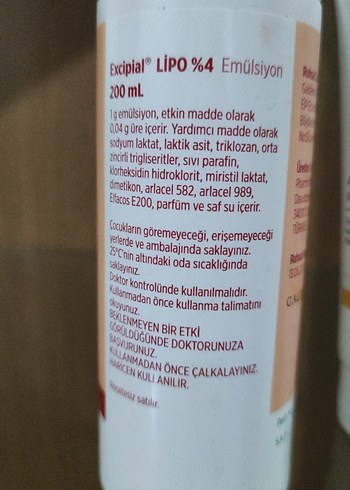 Excipial® LİPO %4 Emülsiyon
200 mL
1 g emülsiyon, etkin madde olarak
0,04 g üre içerir. Yardımcı madde olarak
sodyum laktat, laktik asit, triklozan, orta
zincirli trigliseritler, sıvı parafin,
klorheksidin hidroklorit, miristil laktat,
dimetikon, arlacel 582, arlacel 989,
Elfacos E200, parfüm ve saf su içerir.
Çocukların göremeyeceği, erişemeyeceği
yerlerde ve ambalajında saklayınız.
25°C'nin altındaki oda sıcaklığında
saklayınız.
Doktor kontrolünde kullanılmalıdır.
Kullanmadan önce kullanma talimatını
okuyunuz.
BEKLENMEYEN BİR ETKİ
GÖRÜLDÜĞÜNDE DOKTORUNUZA
BAŞVURUNUZ.
KULLANMADAN ÖNCE ÇALKALAYINIZ.
HARİCEN KULLANILIR.
Reçetesiz satılır.